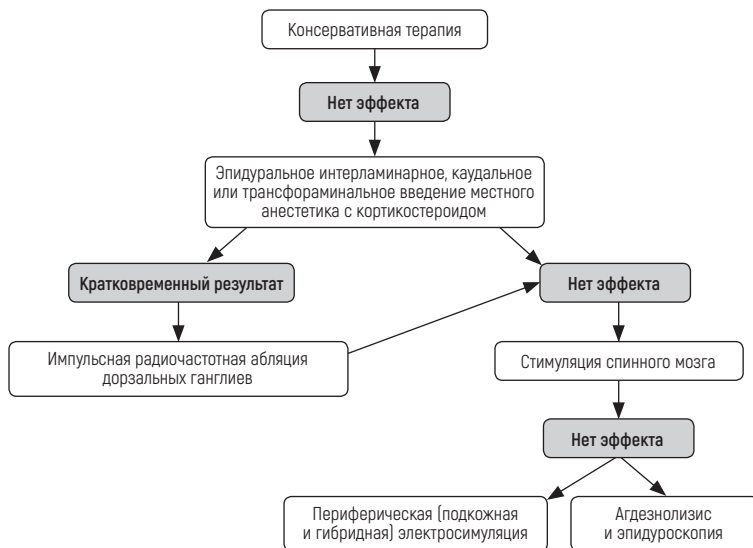 Консервативная терапия
Нет эффекта
Эпидуральное интерламинарное, каудальное
или трансфораминальное введение местного
анестетика с кортикостероидом
Кратковременный результат
Нет эффекта
Импульсная радиочастотная абляция
дорзальных ганглиев
Стимуляция спинного мозга
Нет эффекта
Периферическая (подкожная
и гибридная) электросимуляция
Агдезнолизис
и эпидуроскопия